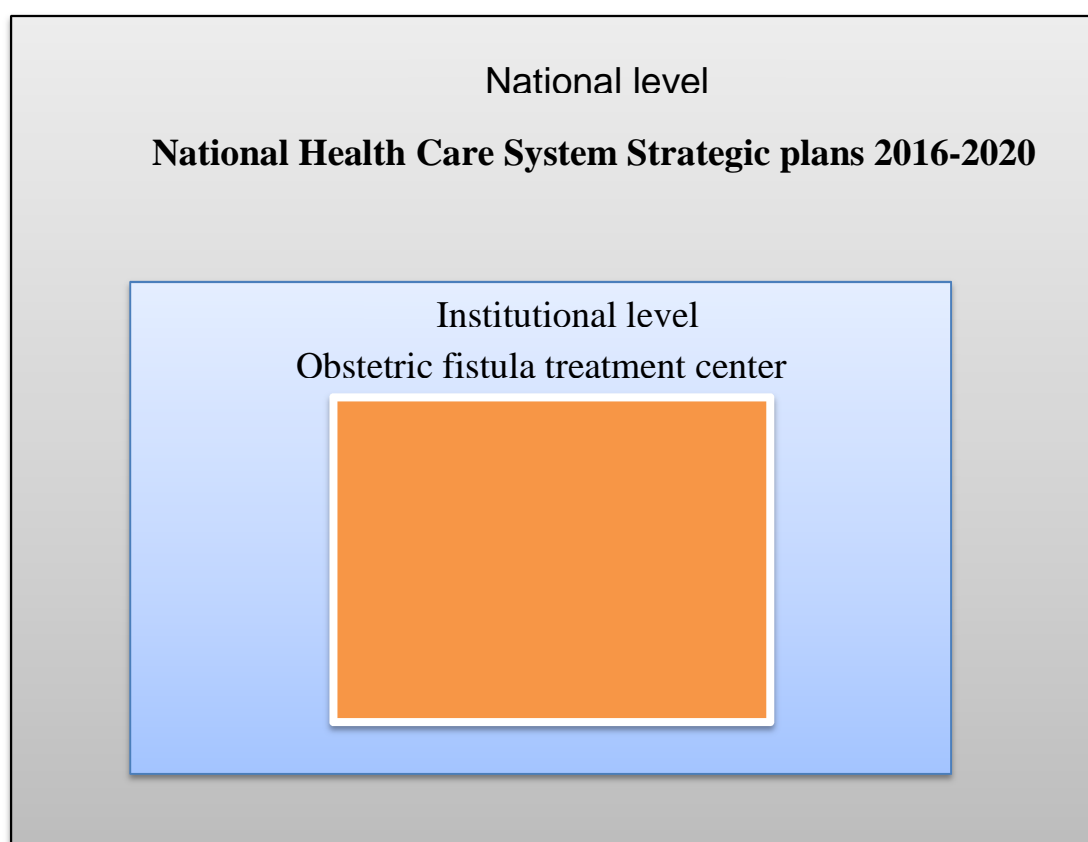 National level
National Health Care System Strategic plans 2016-2020
Institutional level
Obstetric fistula treatment center